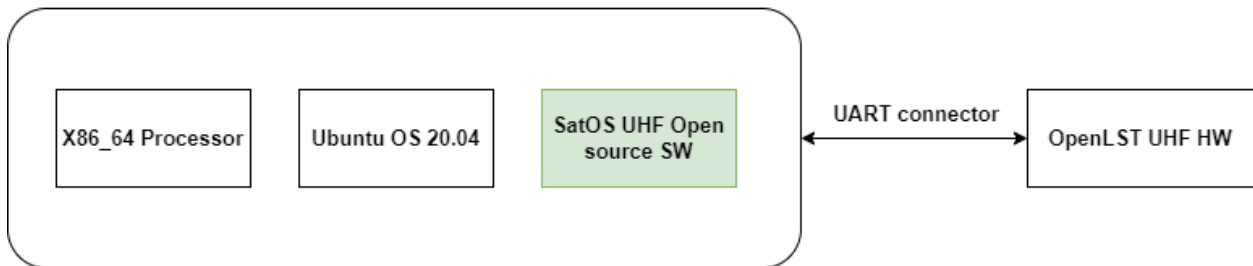 X86_64 Processor
Ubuntu OS 20.04
SatOS UHF Open
source SW
UART connector
OpenLST UHF HW